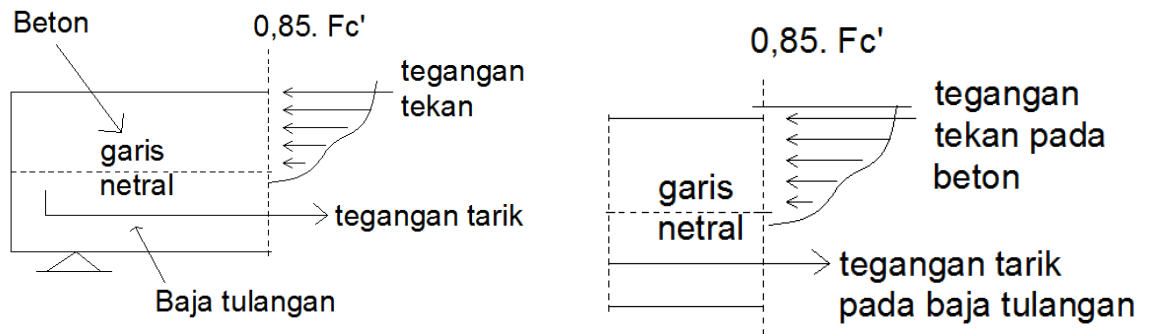 Beton
0,85. Fc'
tegangan
tekan
garis
netral
tegangan tarik
Baja tulangan
0,85. Fc'
tegangan
tekan pada
beton
garis
netral
tegangan tarik
pada baja tulangan